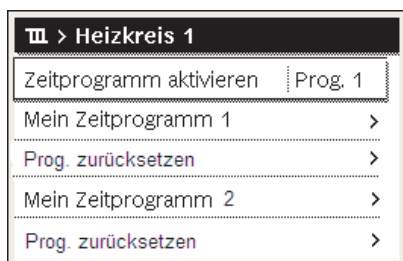 > Heizkreis 1
Zeitprogramm aktivieren Prog. 1
Mein Zeitprogramm 1 >
Prog. zurücksetzen >
Mein Zeitprogramm 2 >
Prog. zurücksetzen >